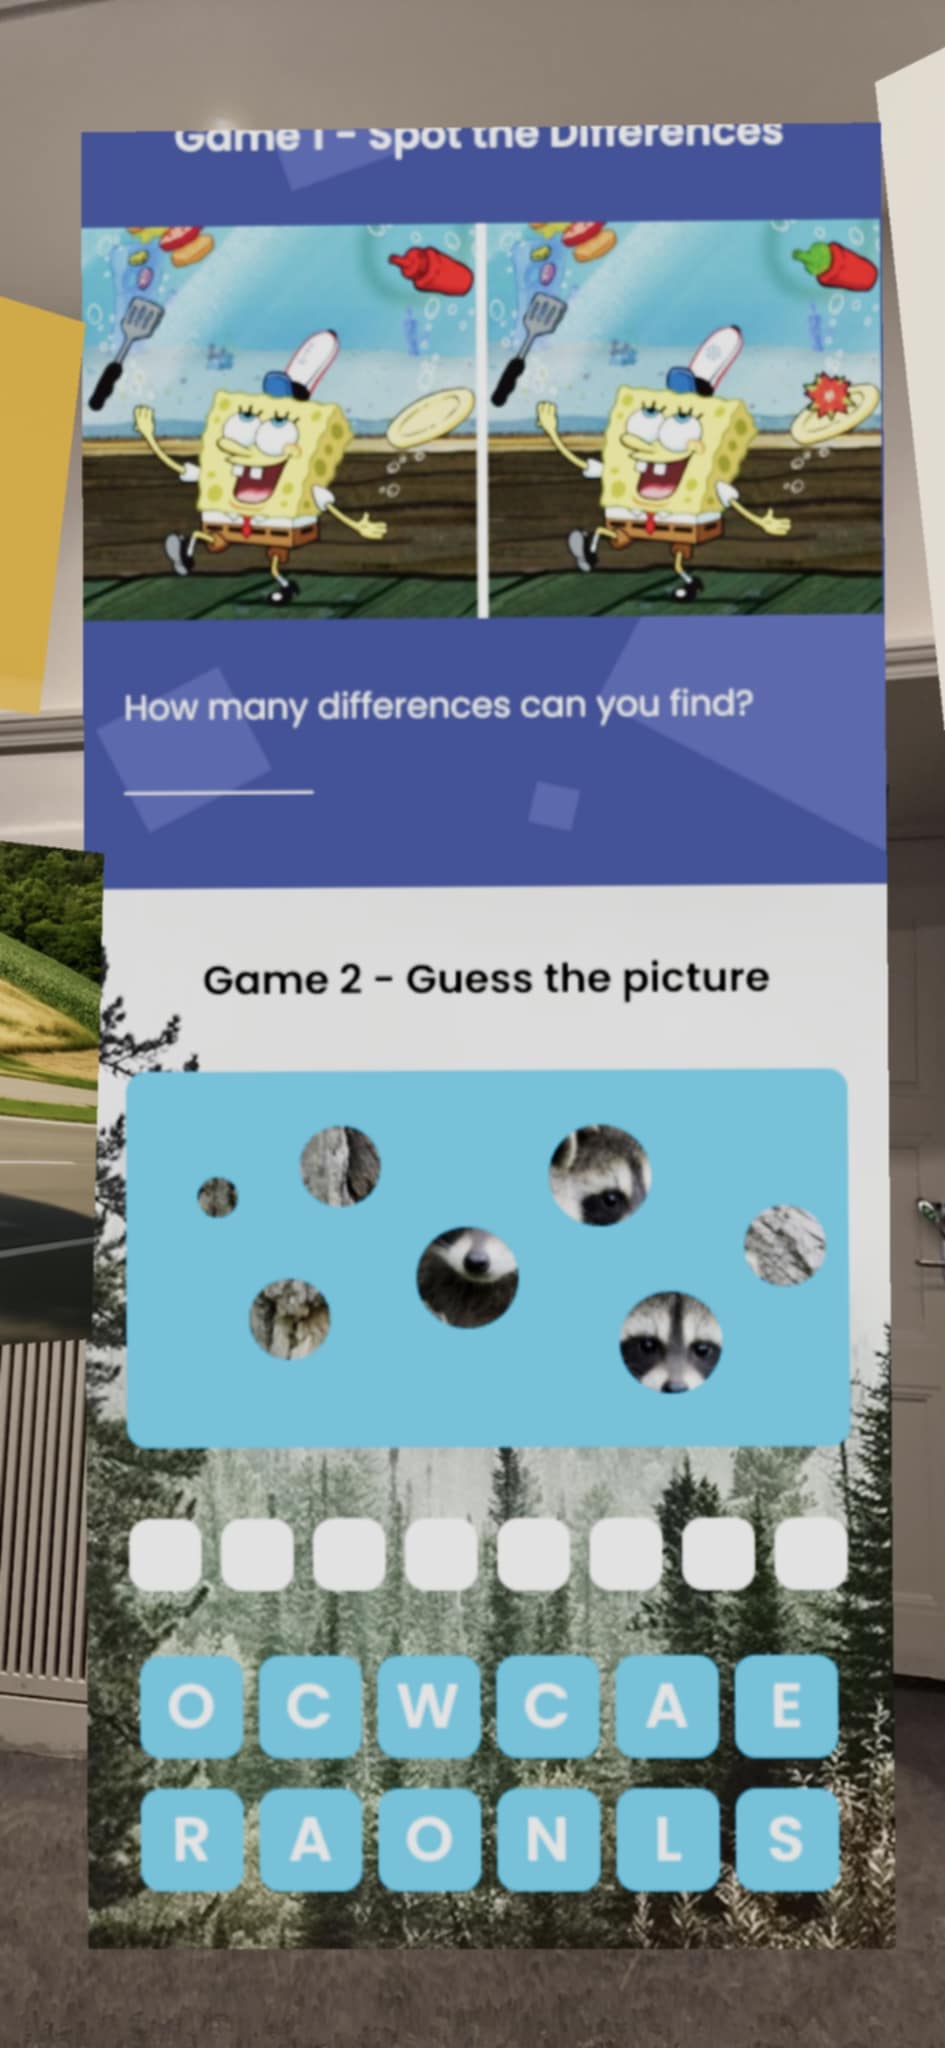 Game 1 - Spot the Differences
How many differences can you find?
Game 2 - Guess the picture
O C W C A E
R A O N L S